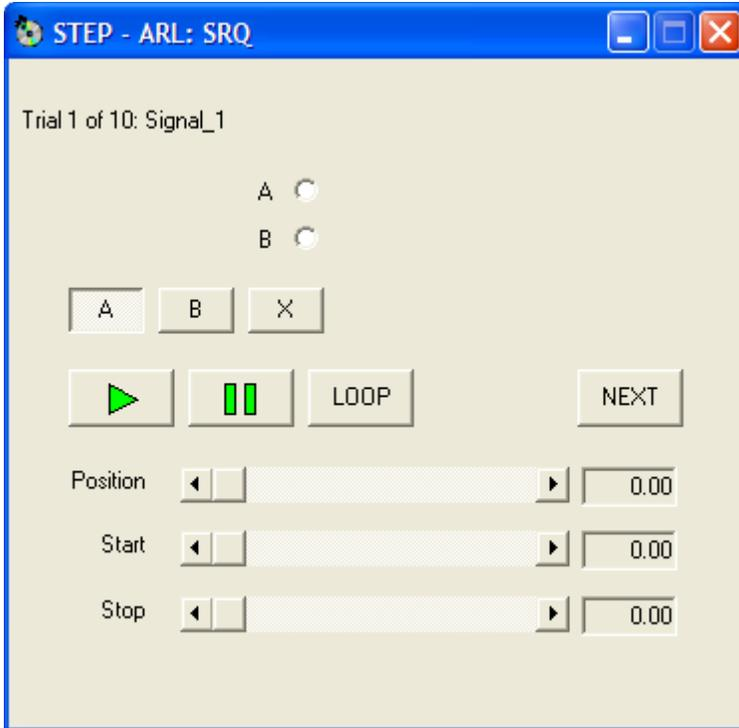 STEP - ARL: SRQ
Trial 1 of 10: Signal_1
A
B
A B X
LOOP NEXT
Position 0.00
Start 0.00
Stop 0.00